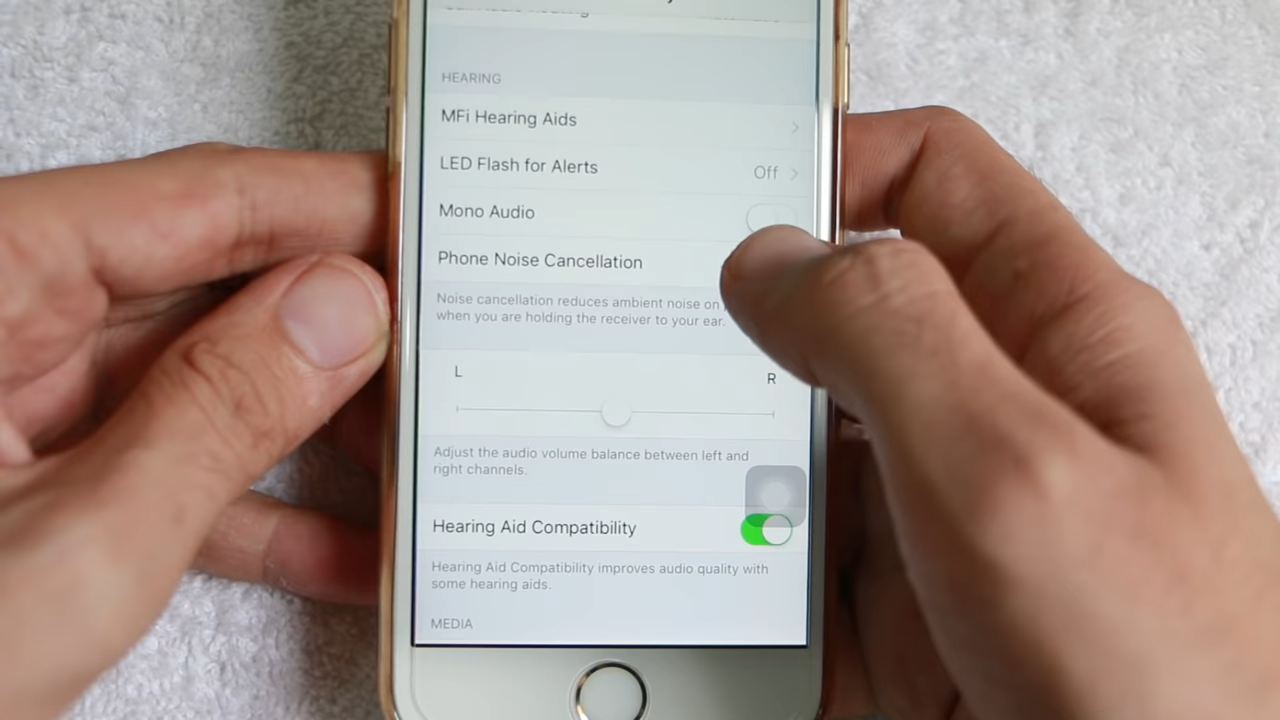 HEARING
MFi Hearing Aids
LED Flash for Alerts Off
Mono Audio
Phone Noise Cancellation
Noise cancellation reduces ambient noise on
when you are holding the receiver to your ear.
L R
Adjust the audio volume balance between left and
right channels.
Hearing Aid Compatibility
Hearing Aid Compatibility improves audio quality with
some hearing aids.
MEDIA